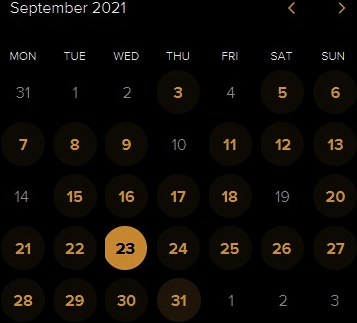 September 2021
MON TUE WED THU FRI SAT SUN
31 1 2 3 4 5 6
7 8 9 10 11 12 13
14 15 16 17 18 19 20
21 22 23 24 25 26 27
28 29 30 31 1 2 3